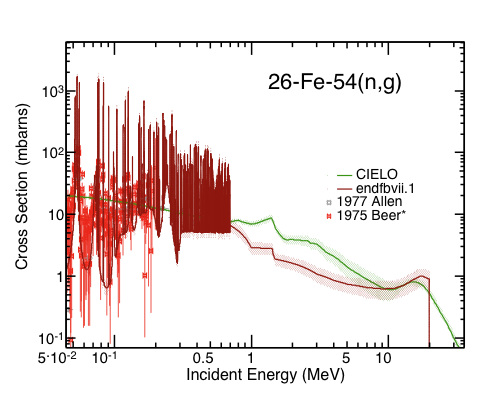 26-Fe-54(n,g)
CIELO
endfbvii.1
1977 Allen
1975 Beer*
Cross Section (mbarns)
10³
10²
10
1
10⁻¹
5·10⁻² 10⁻¹ 0.5 1 5 10
Incident Energy (MeV)